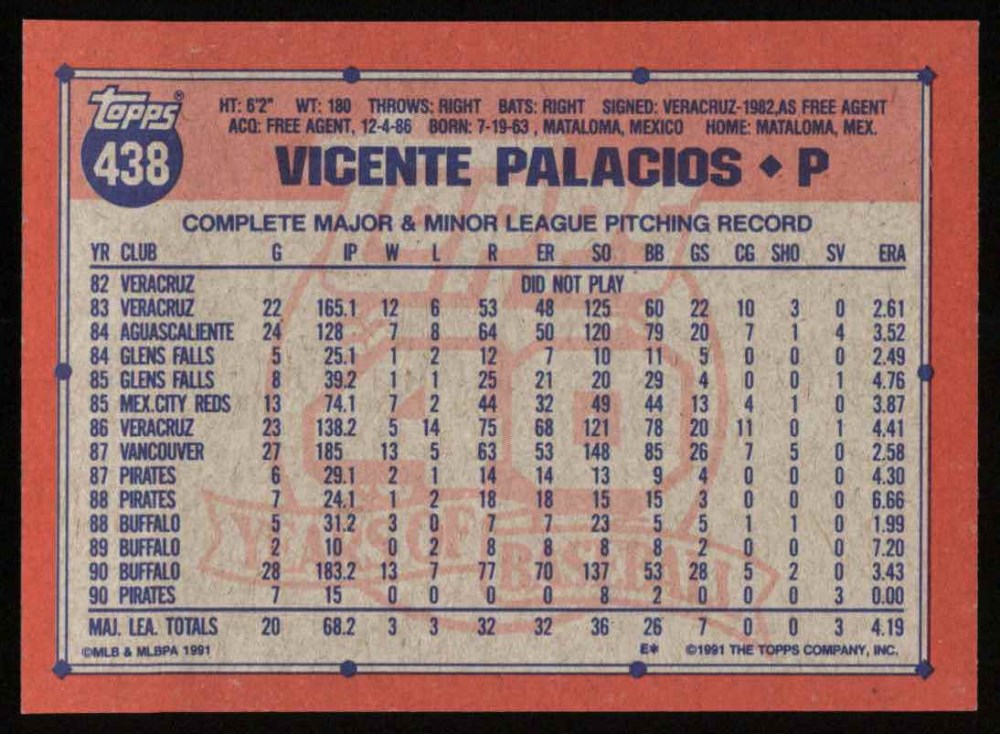 topps®
438
HT: 6'2" WT: 180 THROWS: RIGHT BATS: RIGHT SIGNED: VERACRUZ-1982,AS FREE AGENT
ACQ: FREE AGENT, 12-4-86 BORN: 7-19-63 , MATALOMA, MEXICO HOME: MATALOMA, MEX.
VICENTE PALACIOS ♦ P
COMPLETE MAJOR & MINOR LEAGUE PITCHING RECORD
YR CLUB G IP W L R ER SO BB GS CG SHO SV ERA
82 VERACRUZ DID NOT PLAY
83 VERACRUZ 22 165.1 12 6 53 48 125 60 22 10 3 0 2.61
84 AGUASCALIENTE 24 128 7 8 64 50 120 79 20 7 1 4 3.52
84 GLENS FALLS 5 25.1 1 2 12 7 10 11 5 0 0 0 2.49
85 GLENS FALLS 8 39.2 1 1 25 21 20 29 4 0 0 1 4.76
85 MEX.CITY REDS 13 74.1 7 2 44 32 49 44 13 4 1 0 3.87
86 VERACRUZ 23 138.2 5 14 75 68 121 78 20 11 0 1 4.41
87 VANCOUVER 27 185 13 5 63 53 148 85 26 7 5 0 2.58
87 PIRATES 6 29.1 2 1 14 14 13 9 4 0 0 0 4.30
88 PIRATES 7 24.1 1 2 18 18 15 15 3 0 0 0 6.66
88 BUFFALO 5 31.2 3 0 7 7 23 5 5 1 1 0 1.99
89 BUFFALO 2 10 0 2 8 8 8 8 2 0 0 0 7.20
90 BUFFALO 28 183.2 13 7 77 70 137 53 28 5 2 0 3.43
90 PIRATES 7 15 0 0 0 0 8 2 0 0 0 3 0.00
MAJ. LEA. TOTALS 20 68.2 3 3 32 32 36 26 7 0 0 3 4.19
©MLB & MLBPA 1991 E* ©1991 THE TOPPS COMPANY, INC.
TOPPS
40
YEARS OF BASEBALL